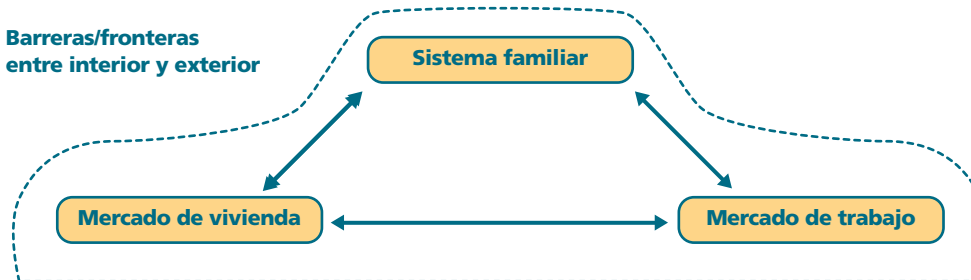 Barreras/fronteras
entre interior y exterior
Sistema familiar
Mercado de vivienda
Mercado de trabajo